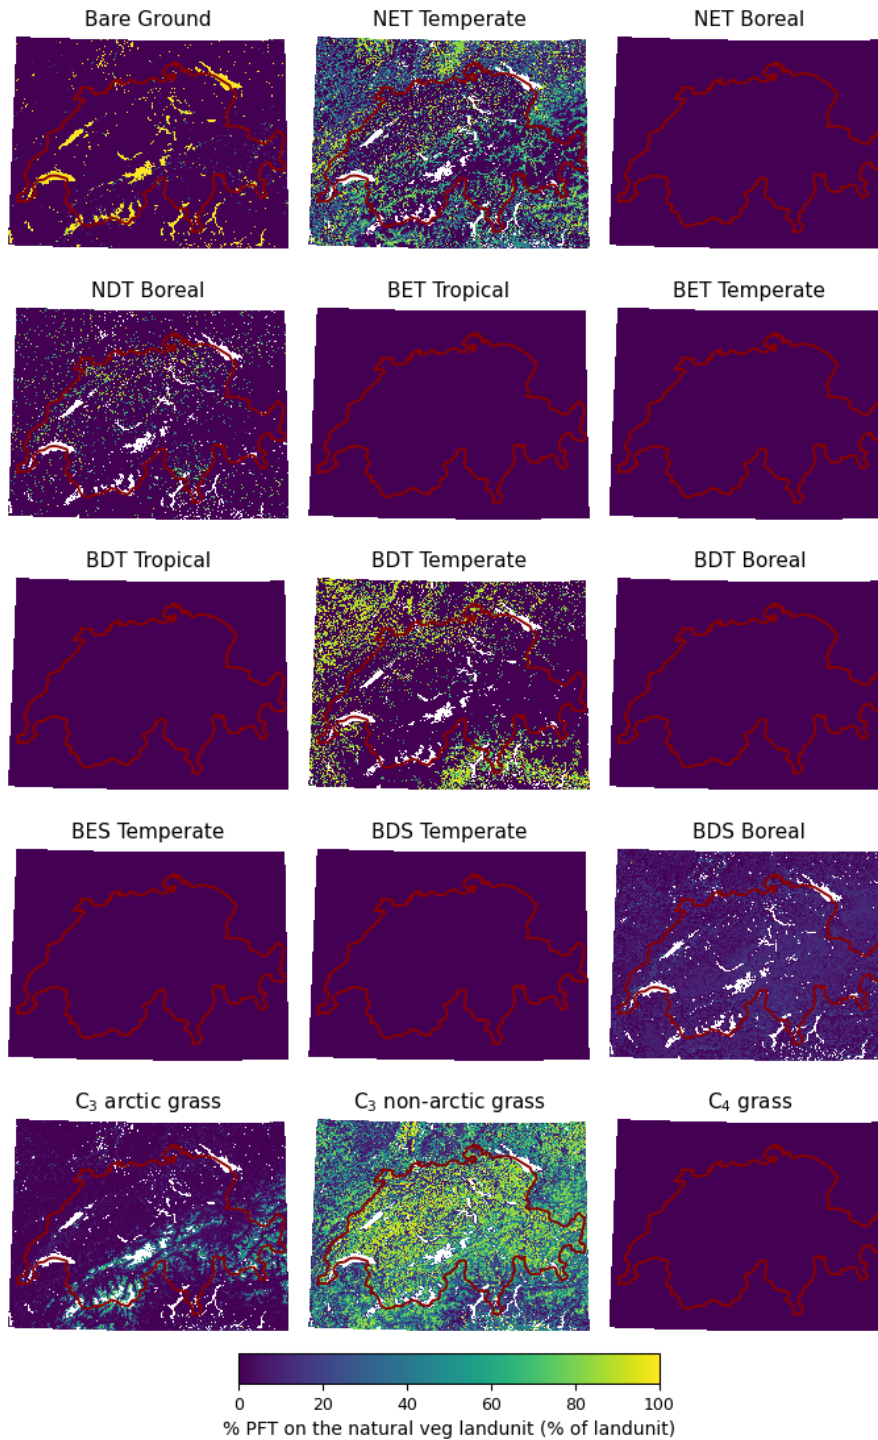 Bare Ground
NET Temperate
NET Boreal
NDT Boreal
BET Tropical
BET Temperate
BDT Tropical
BDT Temperate
BDT Boreal
BES Temperate
BDS Temperate
BDS Boreal
C₃ arctic grass
C₃ non-arctic grass
C₄ grass
0 20 40 60 80 100
% PFT on the natural veg landunit (% of landunit)